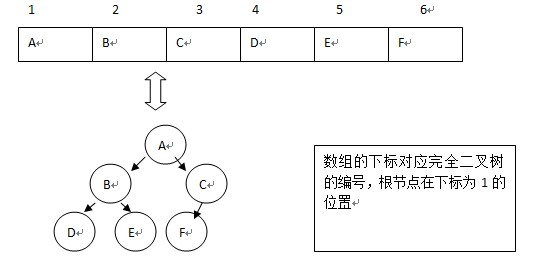 1 2 3 4 5 6
A B C D E F
A
B C
D E F
数组的下标对应完全二叉树
的编号，根节点在下标为1的
位置